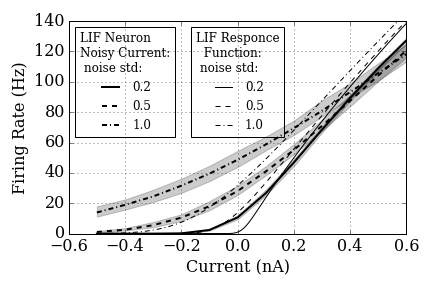 140
120
100
80
60
40
20
0
Firing Rate (Hz)
LIF Neuron
Noisy Current:
noise std:
0.2
0.5
1.0
LIF Responce
Function:
noise std:
0.2
0.5
1.0
−0.6 −0.4 −0.2 0.0 0.2 0.4 0.6
Current (nA)